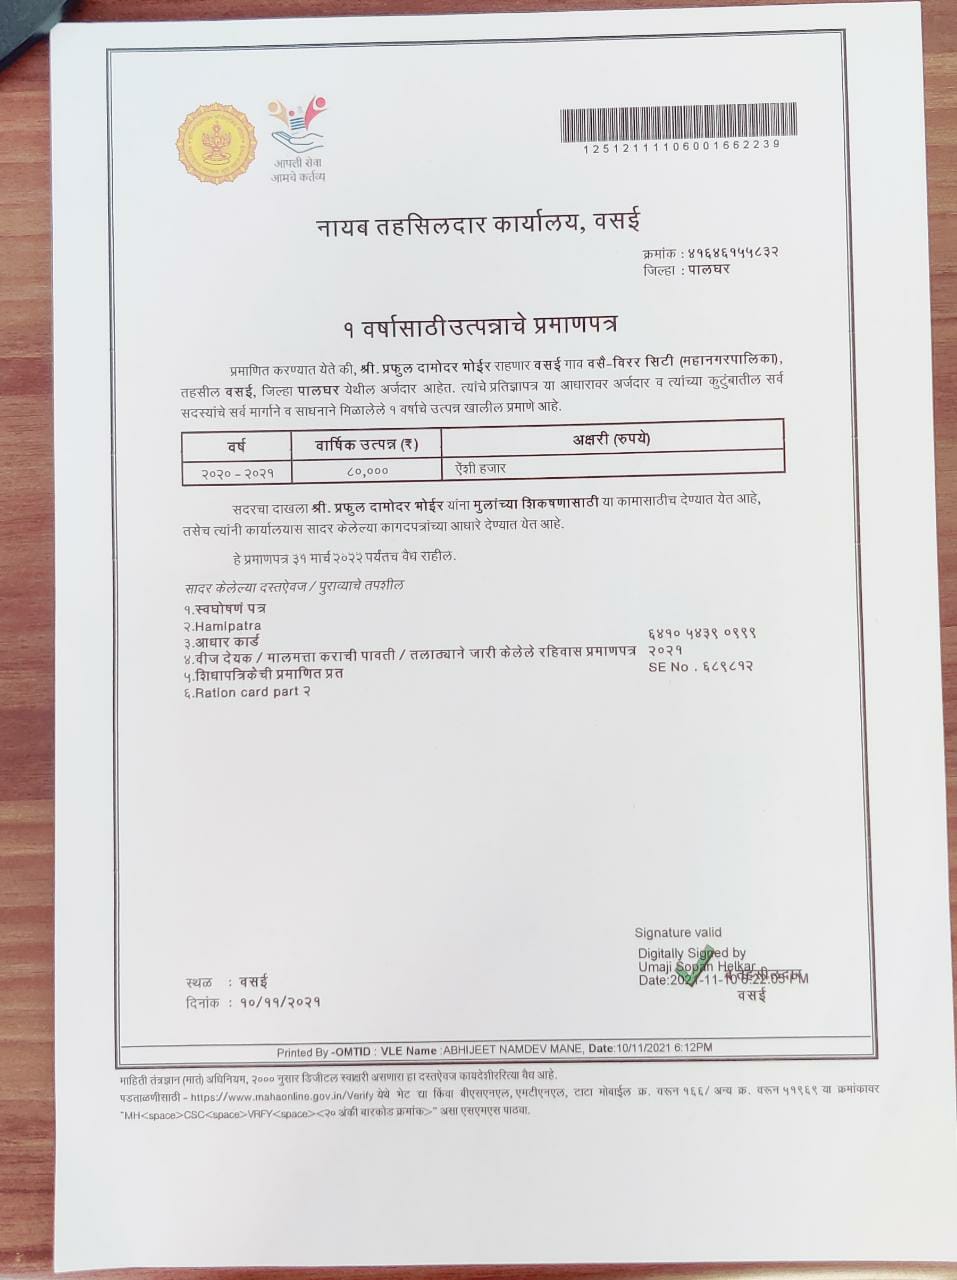 आपली सेवा
आमचे कर्तव्य
12512111106001662239
नायब तहसिलदार कार्यालय, वसई
क्रमांक : ४१६४६१५५८३२
जिल्हा : पालघर
१ वर्षासाठी उत्पन्नाचे प्रमाणपत्र
प्रमाणित करण्यात येते की, श्री. प्रफुल दामोदर भोईर राहणार वसई गाव वसै-विरर सिटी (महानगरपालिका),
तहसील वसई, जिल्हा पालघर येथील अर्जदार आहेत. त्यांचे प्रतिज्ञापत्र या आधारावर अर्जदार व त्यांच्या कुटुंबातील सर्व
सदस्यांचे सर्व मार्गाने व साधनाने मिळालेले १ वर्षाचे उत्पन्न खालील प्रमाणे आहे.
वर्ष वार्षिक उत्पन्न (₹) अक्षरी (रुपये)
२०२० - २०२१ ८०,००० ऐंशी हजार
सदरचा दाखला श्री. प्रफुल दामोदर भोईर यांना मुलांच्या शिकषणासाठी या कामासाठीच देण्यात येत आहे,
तसेच त्यांनी कार्यालयास सादर केलेल्या कागदपत्रांच्या आधारे देण्यात येत आहे.
हे प्रमाणपत्र ३१ मार्च २०२२ पर्यंतच वैध राहील.
सादर केलेल्या दस्तऐवज / पुराव्याचे तपशील
१.स्वघोषणं पत्र
२.Hamipatra
३.आधार कार्ड ६४१० ५४३९ ०९९९
४.वीज देयक / मालमत्ता कराची पावती / तलाठ्याने जारी केलेले रहिवास प्रमाणपत्र २०२१
५.शिधापत्रिकेची प्रमाणित प्रत SE No . ६८९८१२
६.Ration card part २
Signature valid
Digitally Signed by
Umaji Sopan Helkar
Date:2021-11-10 6:22:05 PM
तहसीलदार
वसई
स्थळ : वसई
दिनांक : १०/११/२०२१
Printed By -OMTID : VLE Name :ABHIJEET NAMDEV MANE, Date:10/11/2021 6:12PM
माहिती तंत्रज्ञान (मातं) अधिनियम, २००० नुसार डिजीटल स्वाक्षरी असणारा हा दस्तऐवज कायदेशीररित्या वैध आहे.
पडताळणीसाठी - https://www.mahaonline.gov.in/Verify येथे भेट द्या किंवा बीएसएनएल, एमटीएनएल, टाटा मोबाईल क्र. वरून १६६/ अन्य क्र. वरून ५१९६९ या क्रमांकावर
"MH<space>CSC<space>VRFY<space><२० अंकी बारकोड क्रमांक>" असा एसएमएस पाठवा.